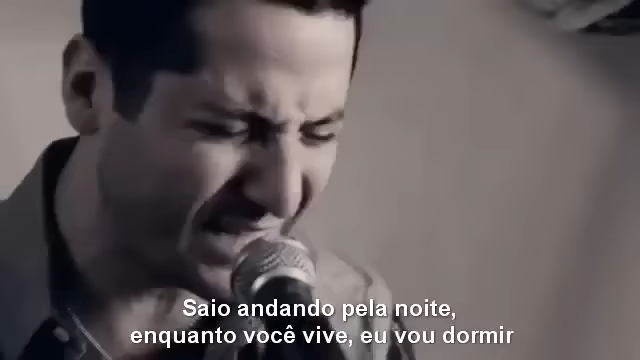 Saio andando pela noite,
enquanto você vive, eu vou dormir